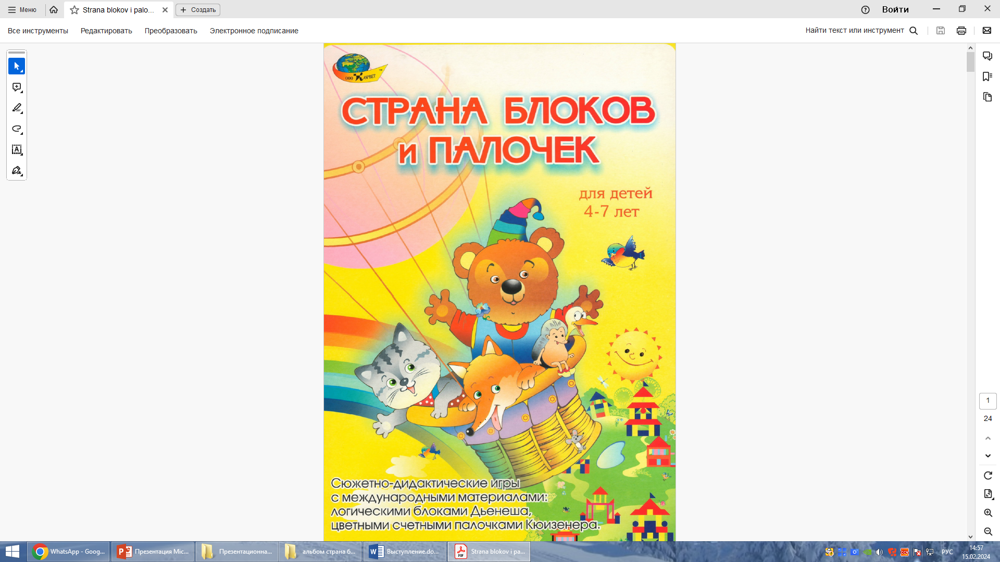 Меню
Strana blokov i palo...
Создать
Войти
Все инструменты
Редактировать
Преобразовать
Электронное подписание
Найти текст или инструмент
ООО КОРВЕТ
TM
СТРАНА БЛОКОВ
и ПАЛОЧЕК
для детей
4-7 лет
Сюжетно-дидактические игры
с международными материалами:
логическими блоками Дьенеша,
цветными счетными палочками Кюизенера.
1
24
WhatsApp - Goog...
Презентация Mic...
Презентационна...
альбом страна б...
Выступление.do...
Strana blokov i pa...
РУС
14:57
15.02.2024